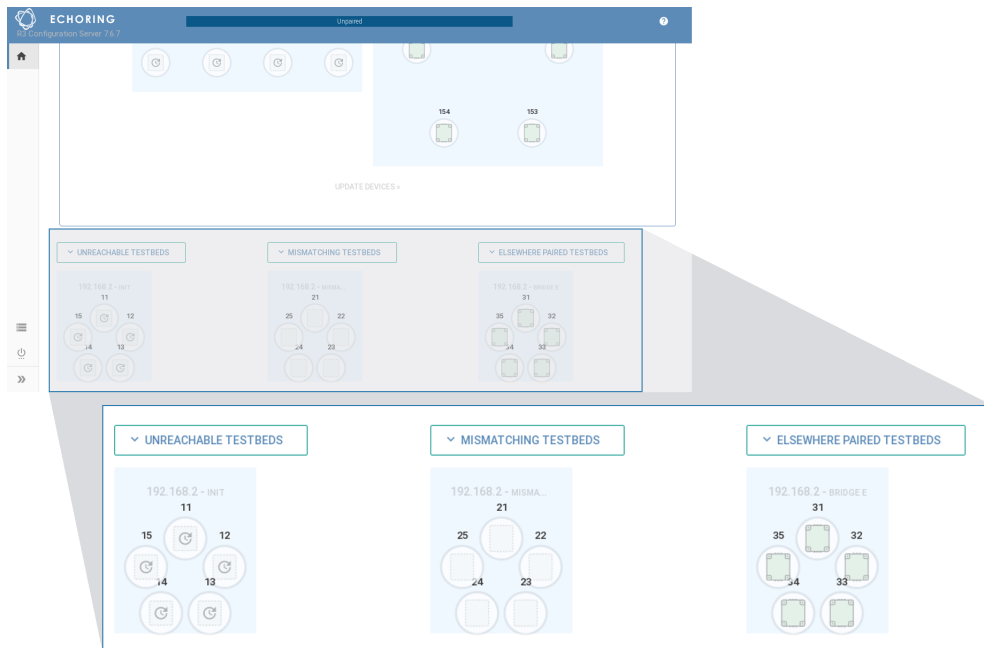 ECHORING
Unpaired
R3 Configuration Server 7.6.7
154 153
UPDATE DEVICES »
UNREACHABLE TESTBEDS MISMATCHING TESTBEDS ELSEWHERE PAIRED TESTBEDS
192.168.2 - INIT 192.168.2 - MISMA... 192.168.2 - BRIDGE E
11 21 31
15 12 25 22 35 32
14 13 24 23 34 33
UNREACHABLE TESTBEDS MISMATCHING TESTBEDS ELSEWHERE PAIRED TESTBEDS
192.168.2 - INIT 192.168.2 - MISMA... 192.168.2 - BRIDGE E
11 21 31
15 12 25 22 35 32
14 13 24 23 34 33